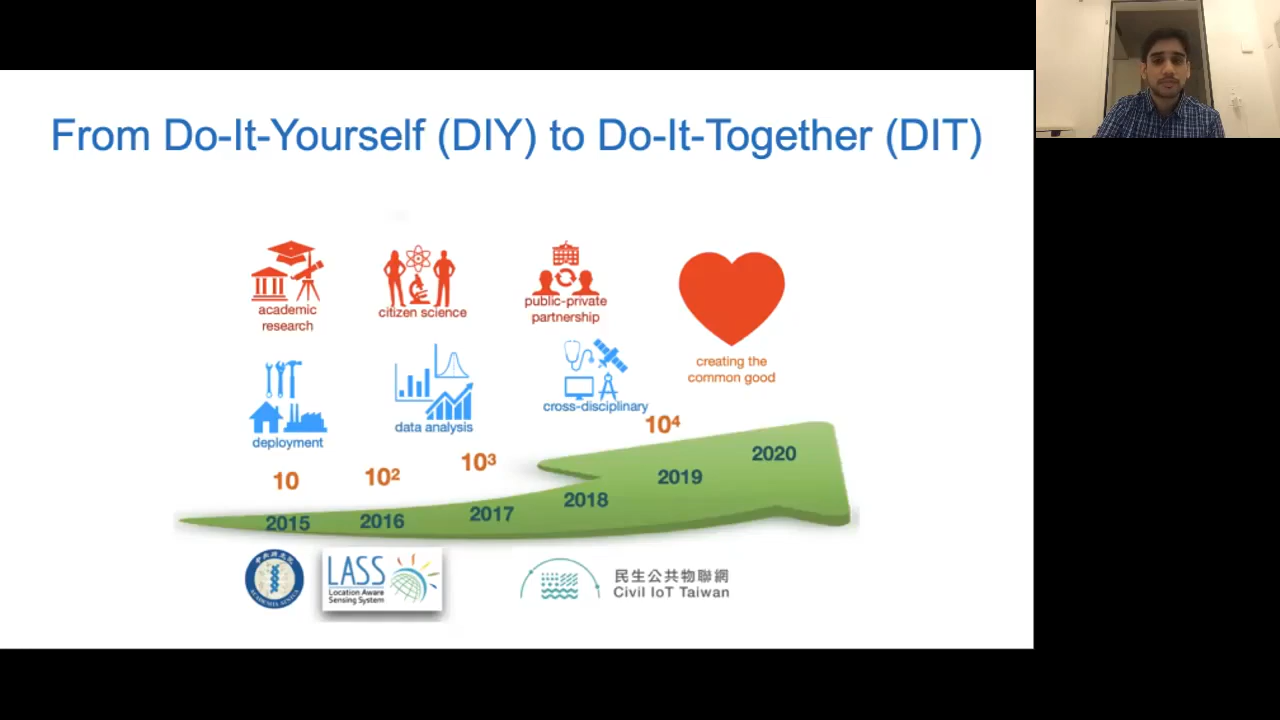 From Do-It-Yourself (DIY) to Do-It-Together (DIT)
academic
research
citizen science
public-private
partnership
creating the
common good
deployment
data analysis
cross-disciplinary
10
10²
10³
10⁴
2015
2016
2017
2018
2019
2020
LASS
Location Aware
Sensing System
民生公共物聯網
Civil IoT Taiwan